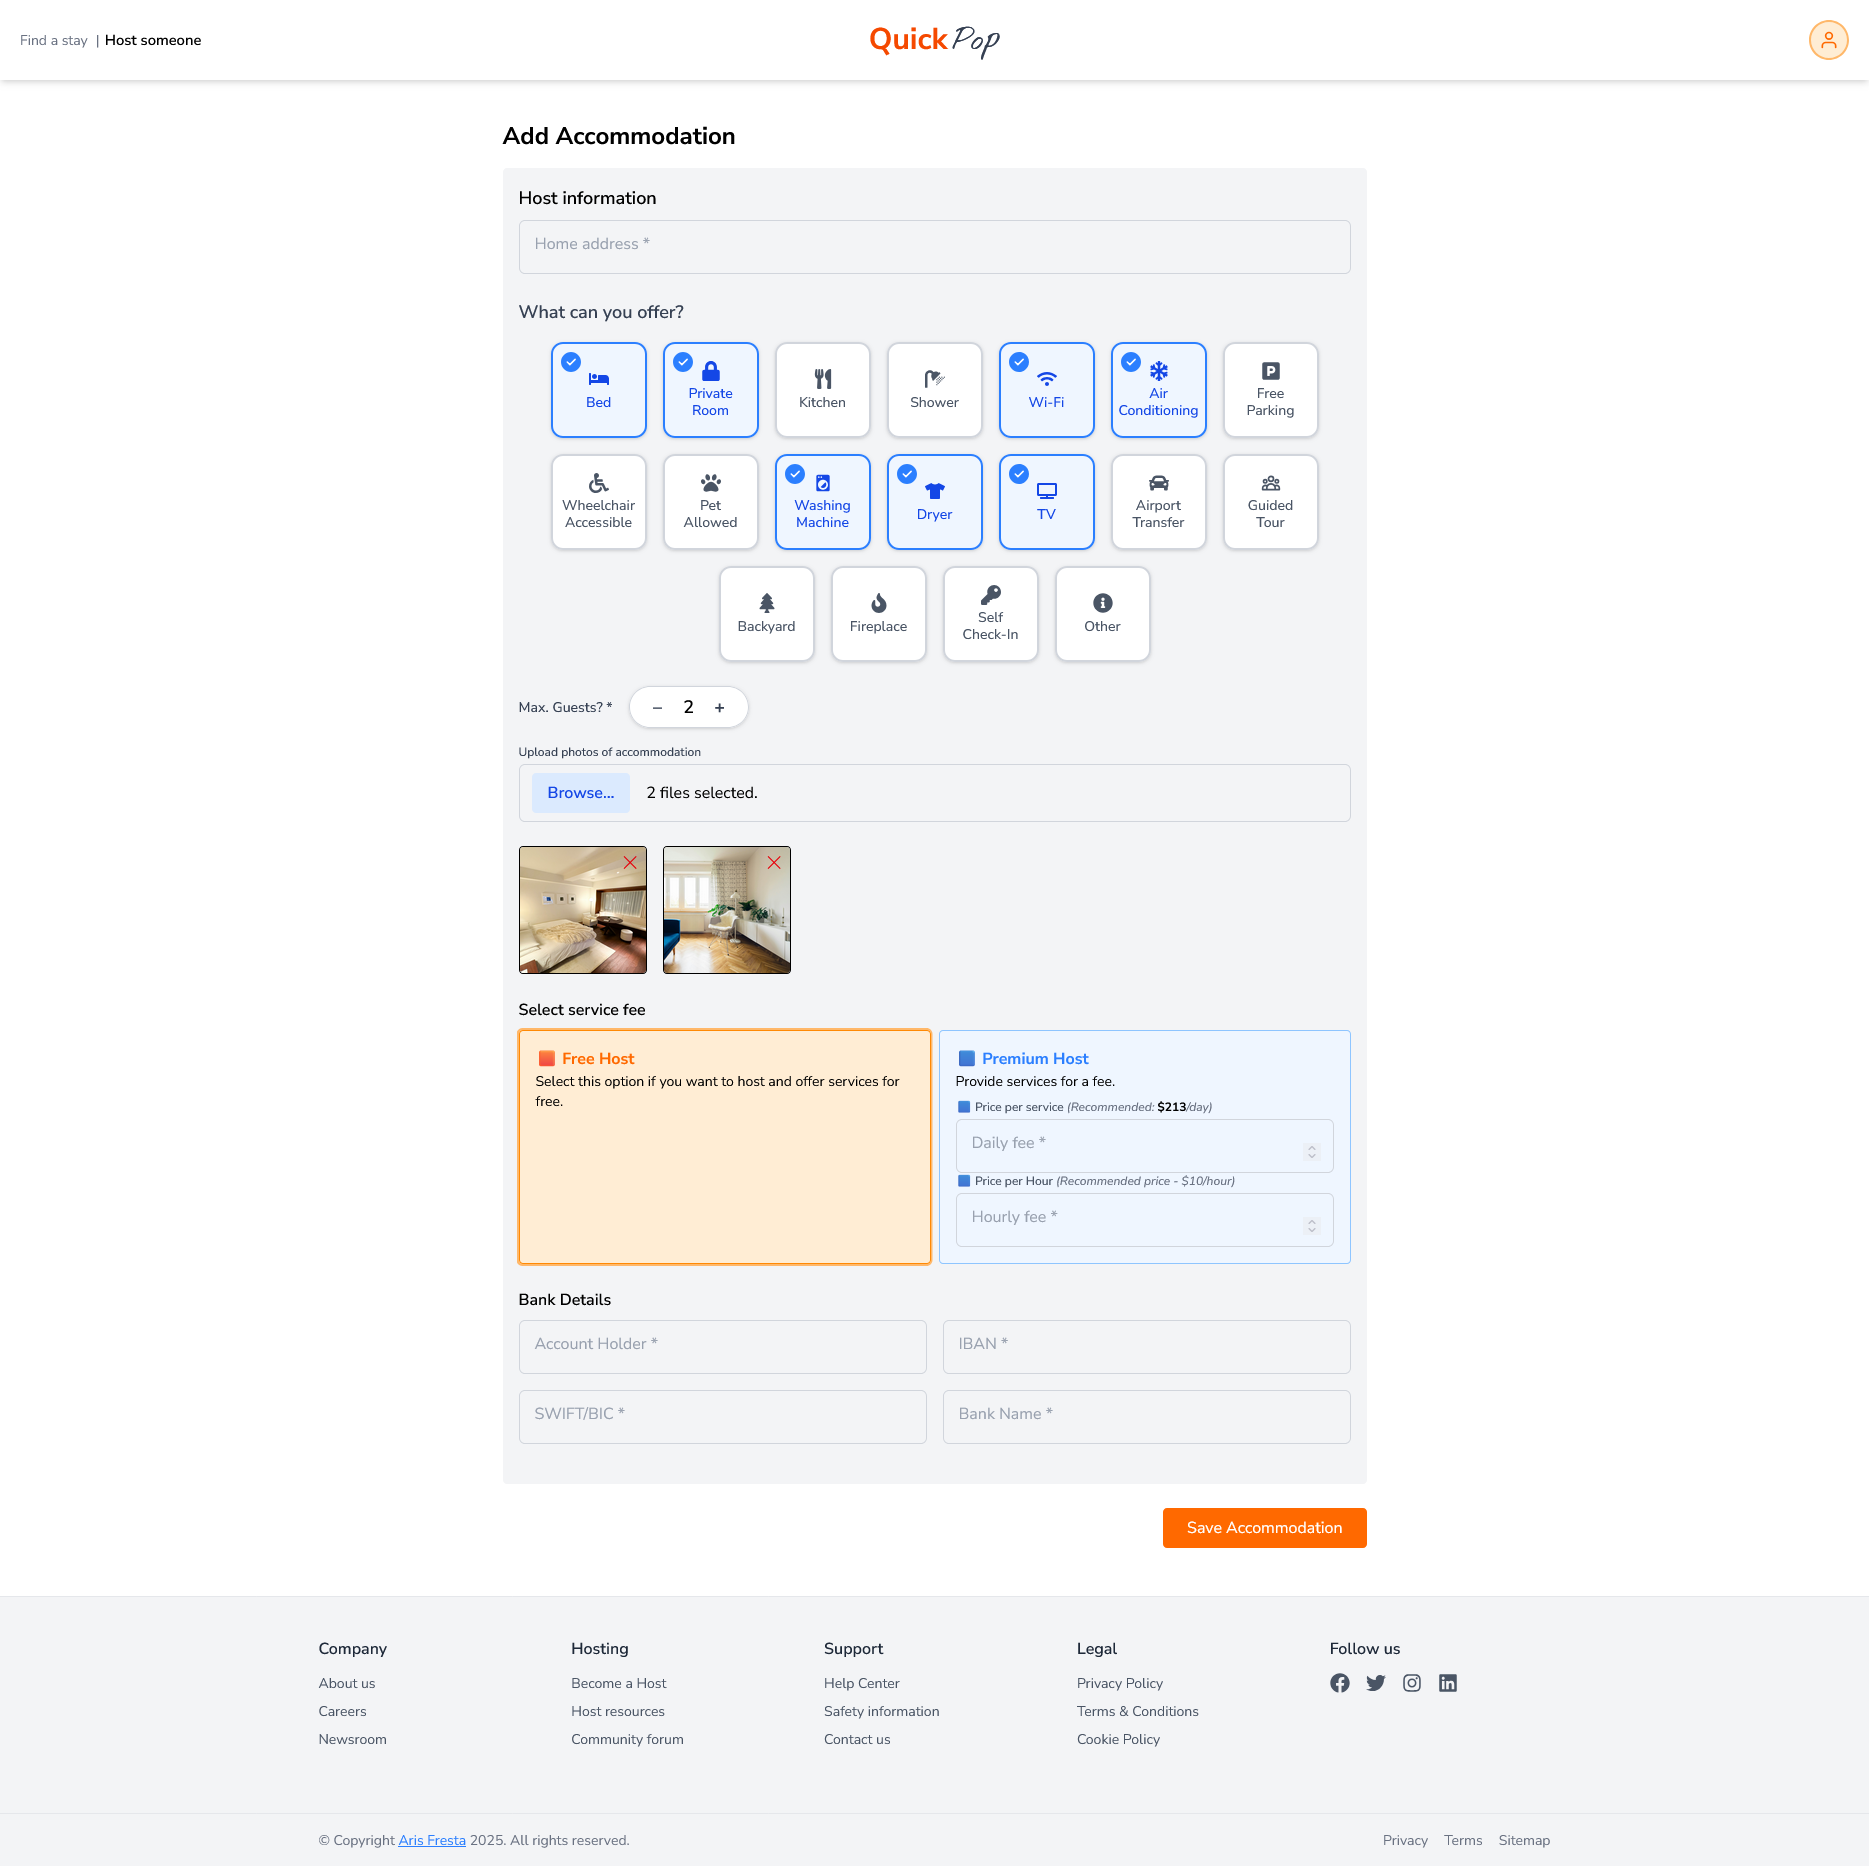 Find a stay | Host someone
Quick Pop
Add Accommodation
Host information
Home address *
What can you offer?
Bed
Private
Room
Kitchen
Shower
Wi-Fi
Air
Conditioning
Free
Parking
Wheelchair
Accessible
Pet
Allowed
Washing
Machine
Dryer
TV
Airport
Transfer
Guided
Tour
Backyard
Fireplace
Self
Check-In
Other
Max. Guests? * − 2 +
Upload photos of accommodation
Browse... 2 files selected.
Select service fee
Free Host
Select this option if you want to host and offer services for
free.
Premium Host
Provide services for a fee.
Price per service (Recommended: $213/day)
Daily fee *
Price per Hour (Recommended price - $10/hour)
Hourly fee *
Bank Details
Account Holder *
IBAN *
SWIFT/BIC *
Bank Name *
Save Accommodation
Company
About us
Careers
Newsroom
Hosting
Become a Host
Host resources
Community forum
Support
Help Center
Safety information
Contact us
Legal
Privacy Policy
Terms & Conditions
Cookie Policy
Follow us
© Copyright Aris Fresta 2025. All rights reserved.
Privacy Terms Sitemap